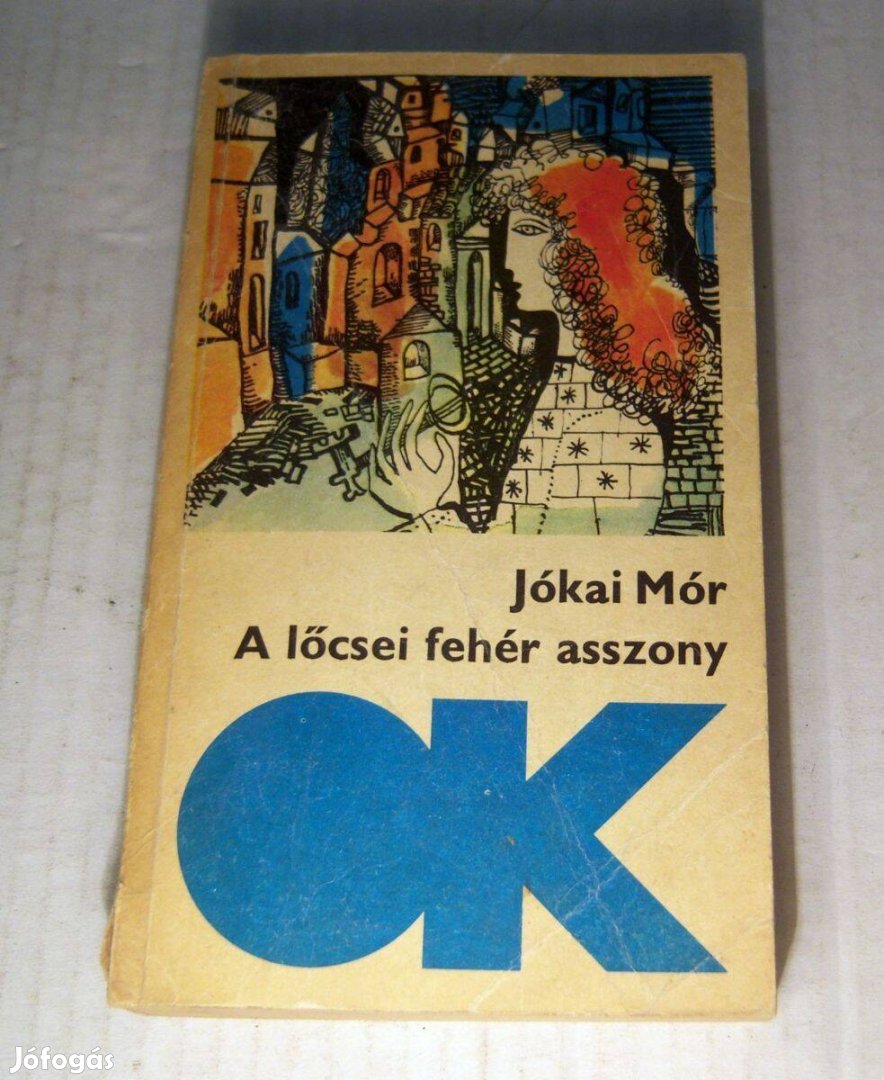 Jókai Mór
A lőcsei fehér asszony
OK
Jófogás